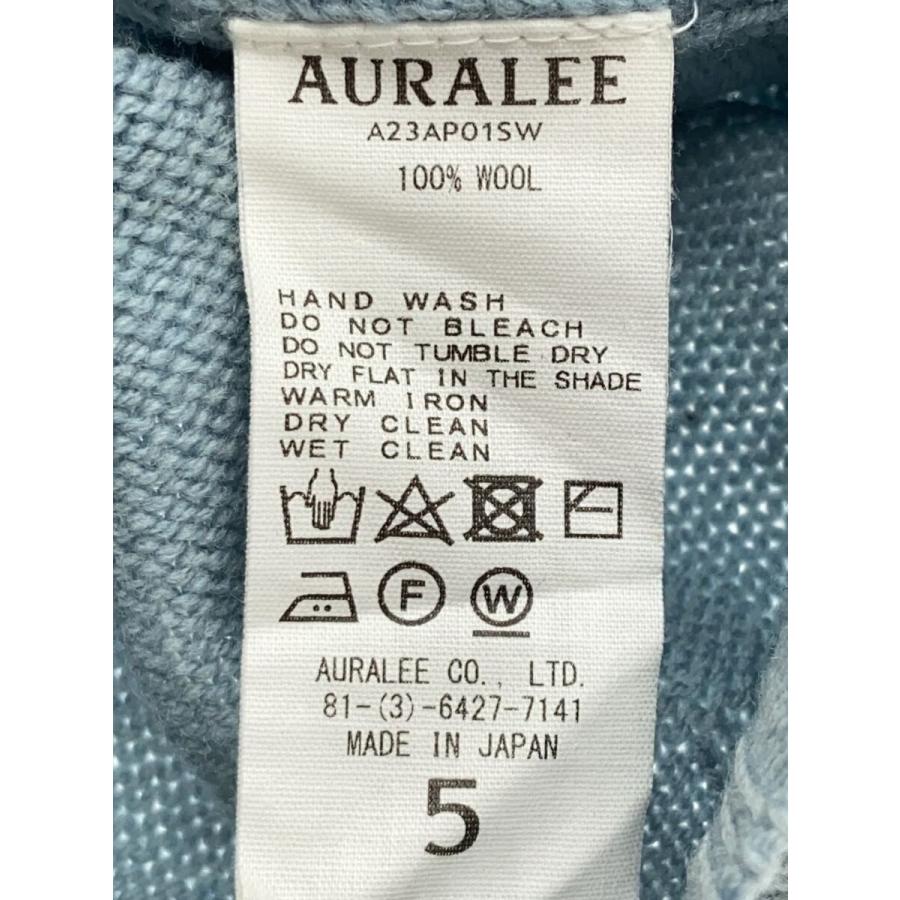 AURALEE
A23AP01SW
100% WOOL
HAND WASH
DO NOT BLEACH
DO NOT TUMBLE DRY
DRY FLAT IN THE SHADE
WARM IRON
DRY CLEAN
WET CLEAN
F W
AURALEE CO., LTD.
81-(3)-6427-7141
MADE IN JAPAN
5